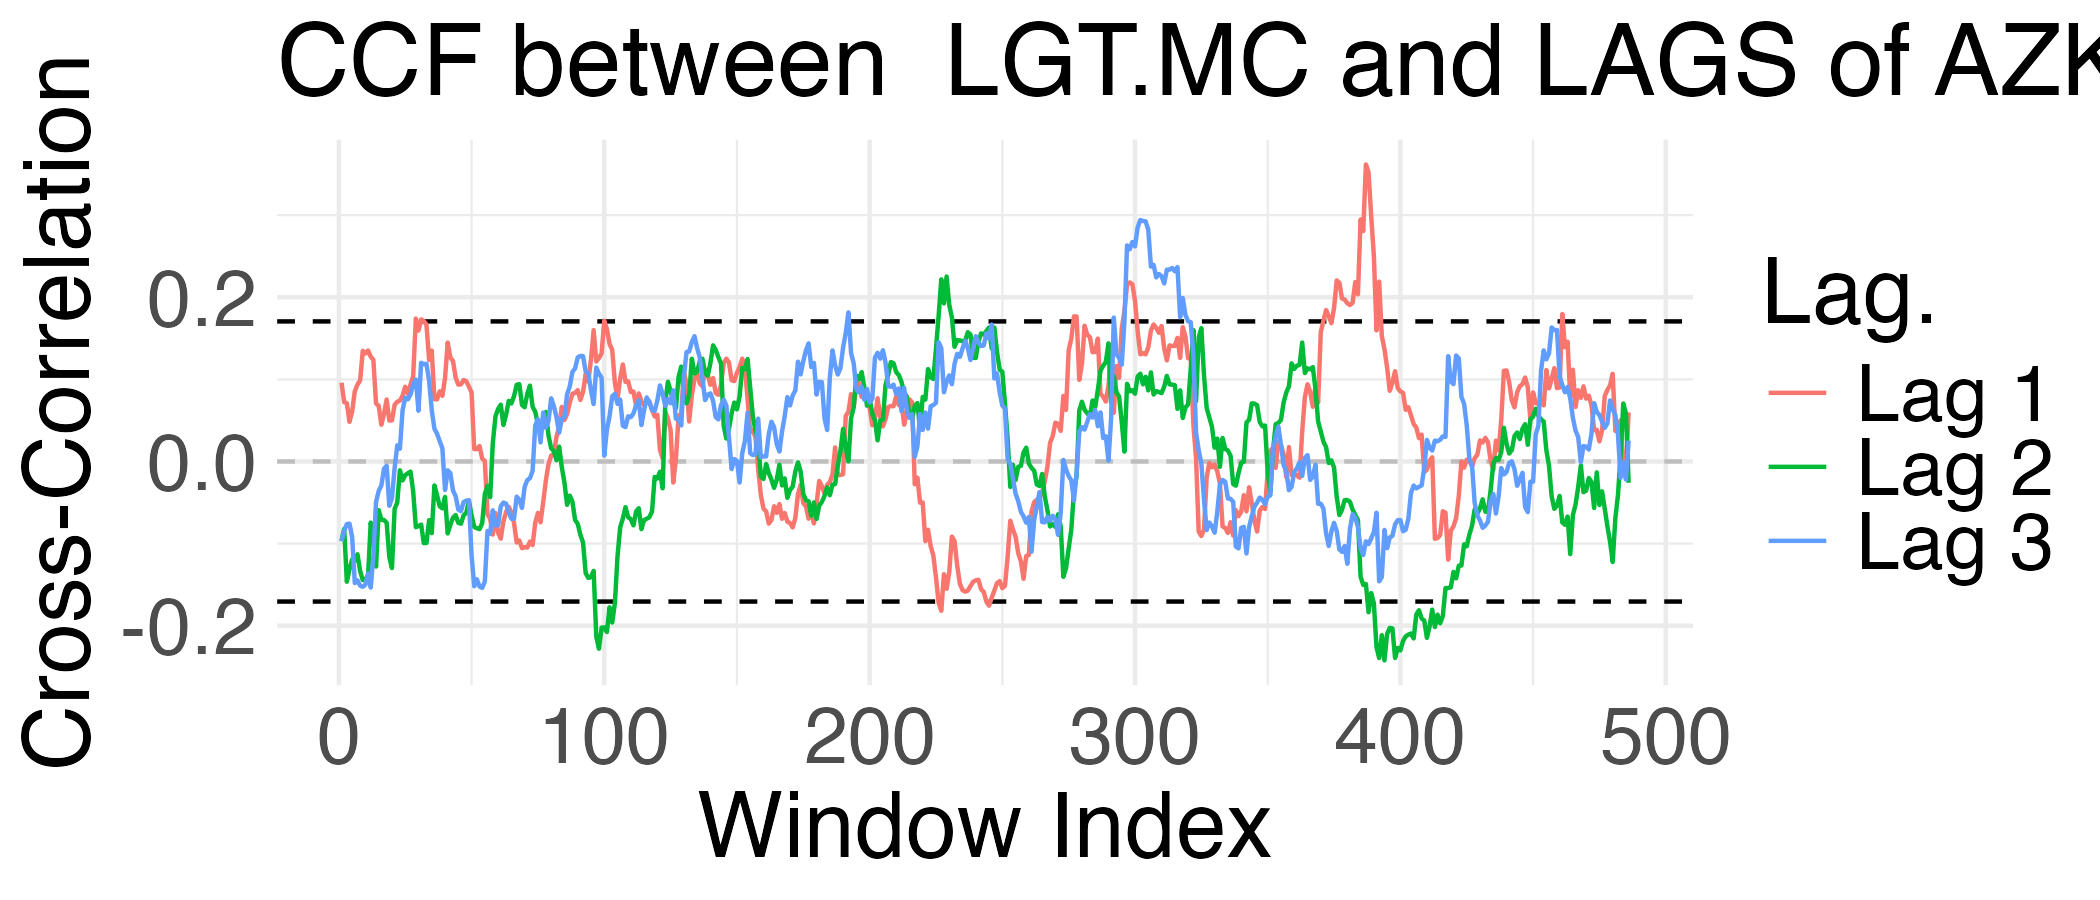 CCF between LGT.MC and LAGS of AZK
Cross-Correlation
0.2
0.0
-0.2
0
100
200
300
400
500
Window Index
Lag.
Lag 1
Lag 2
Lag 3